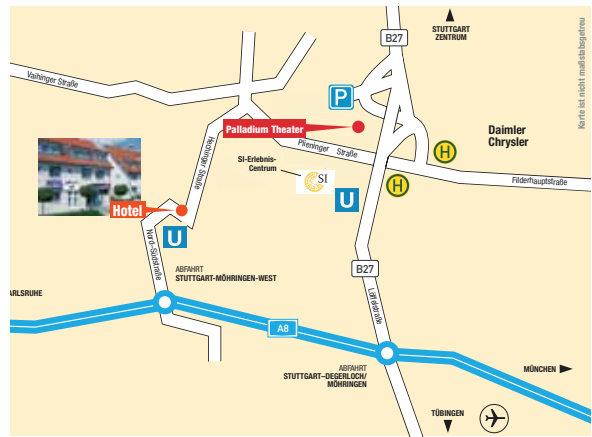 STUTTGART
ZENTRUM
B27
Karte ist nicht maßstabsgetreu
Vaihinger Straße
P
Palladium Theater
Daimler
Chrysler
Plieninger Straße
H
SI-Erlebnis-
Centrum
SI
Hechinger Straße
H
Filderhauptstraße
U
Hotel
U
Nord-Südstraße
ABFAHRT
STUTTGART-MÖHRINGEN-WEST
B27
Löffelstraße
ARLSRUHE
A8
ABFAHRT
STUTTGART–DEGERLOCH/
MÖHRINGEN
MÜNCHEN
TÜBINGEN